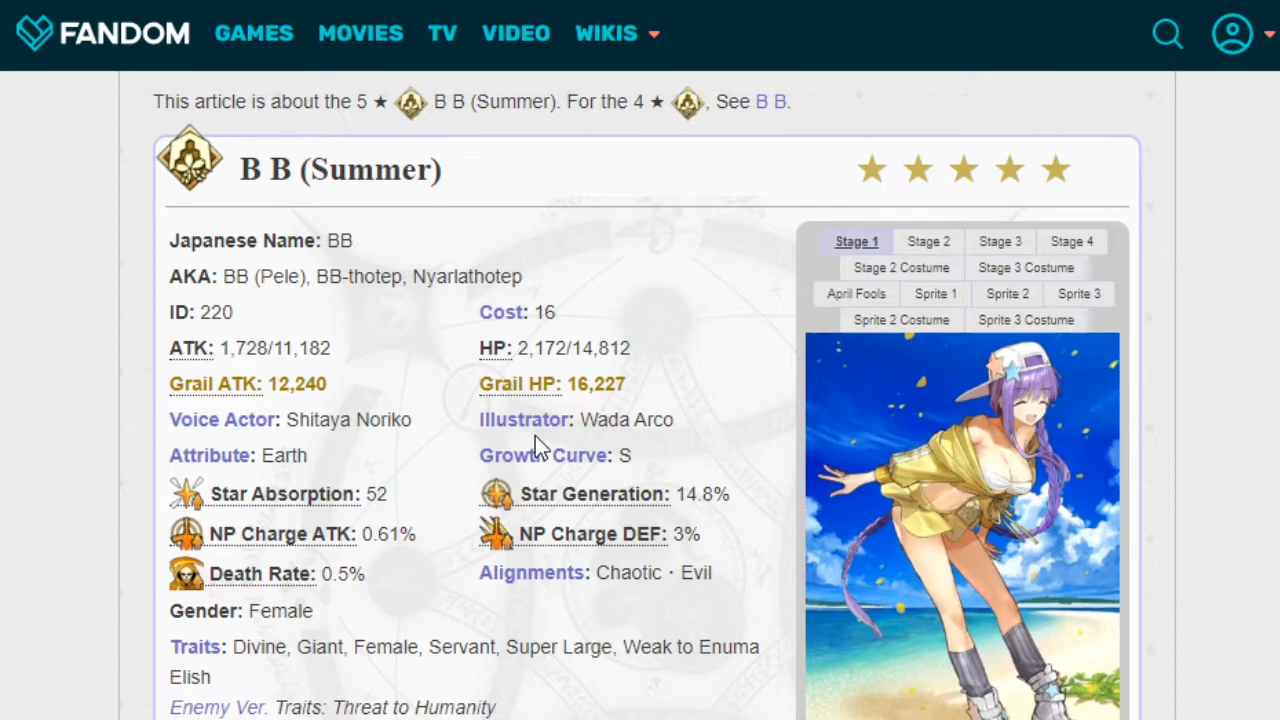 FANDOM GAMES MOVIES TV VIDEO WIKIS
This article is about the 5 ★ B B (Summer). For the 4 ★ , See B B.
B B (Summer) ★ ★ ★ ★ ★
Japanese Name: BB
AKA: BB (Pele), BB-thotep, Nyarlathotep
ID: 220 Cost: 16
ATK: 1,728/11,182 HP: 2,172/14,812
Grail ATK: 12,240 Grail HP: 16,227
Voice Actor: Shitaya Noriko Illustrator: Wada Arco
Attribute: Earth Growth Curve: S
Star Absorption: 52 Star Generation: 14.8%
NP Charge ATK: 0.61% NP Charge DEF: 3%
Death Rate: 0.5% Alignments: Chaotic・Evil
Gender: Female
Traits: Divine, Giant, Female, Servant, Super Large, Weak to Enuma
Elish
Enemy Ver. Traits: Threat to Humanity
Stage 1 Stage 2 Stage 3 Stage 4
Stage 2 Costume Stage 3 Costume
April Fools Sprite 1 Sprite 2 Sprite 3
Sprite 2 Costume Sprite 3 Costume